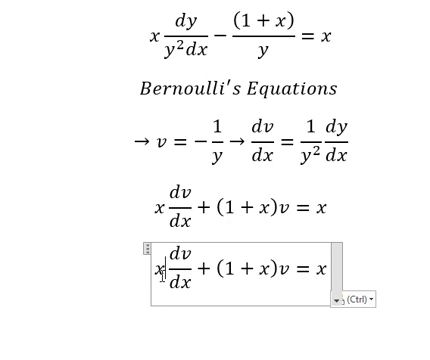 x dy/y²dx − (1 + x)/y = x
Bernoulli's Equations
→ v = − 1/y → dv/dx = 1/y² dy/dx
x dv/dx + (1 + x)v = x
x dv/dx + (1 + x)v = x
(Ctrl)